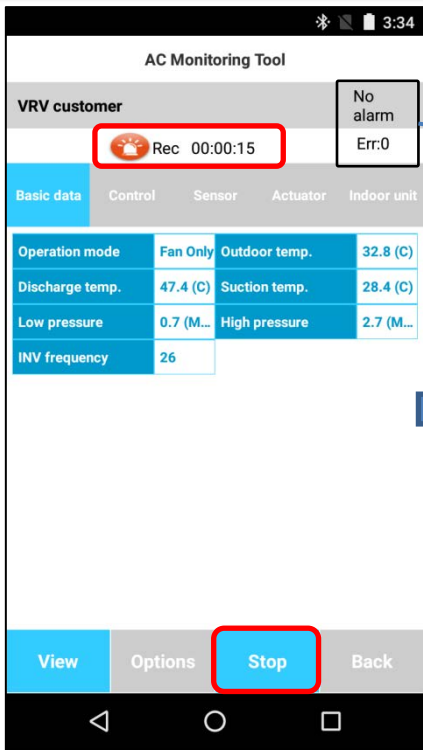 3:34
AC Monitoring Tool
VRV customer
No
alarm
Rec 00:00:15
Err:0
Basic data Control Sensor Actuator Indoor unit
Operation mode Fan Only Outdoor temp. 32.8 (C)
Discharge temp. 47.4 (C) Suction temp. 28.4 (C)
Low pressure 0.7 (M... High pressure 2.7 (M...
INV frequency 26
View Options Stop Back